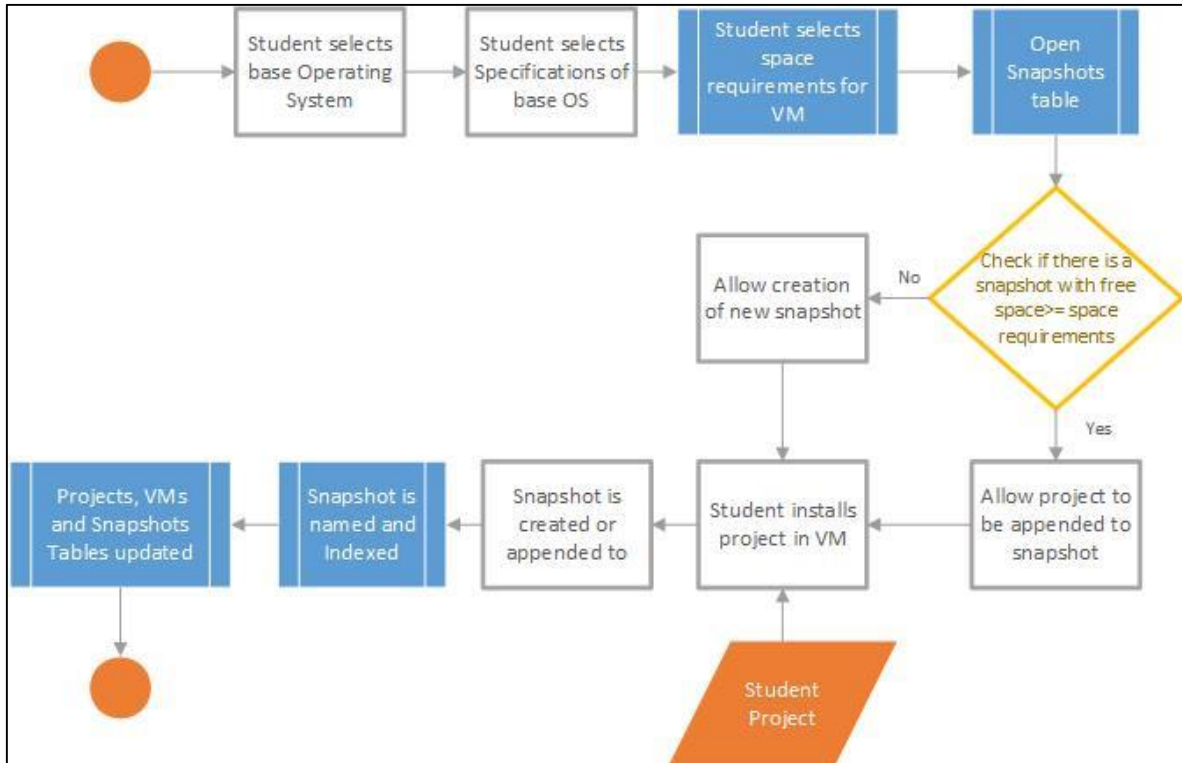 Student selects
base Operating
System
Student selects
Specifications of
base OS
Student selects
space
requirements for
VM
Open
Snapshots
table
Check if there is a
snapshot with free
space>= space
requirements
No
Allow creation
of new snapshot
Yes
Allow project to
be appended to
snapshot
Student installs
project in VM
Snapshot is
created or
appended to
Snapshot is
named and
Indexed
Projects, VMs
and Snapshots
Tables updated
Student
Project